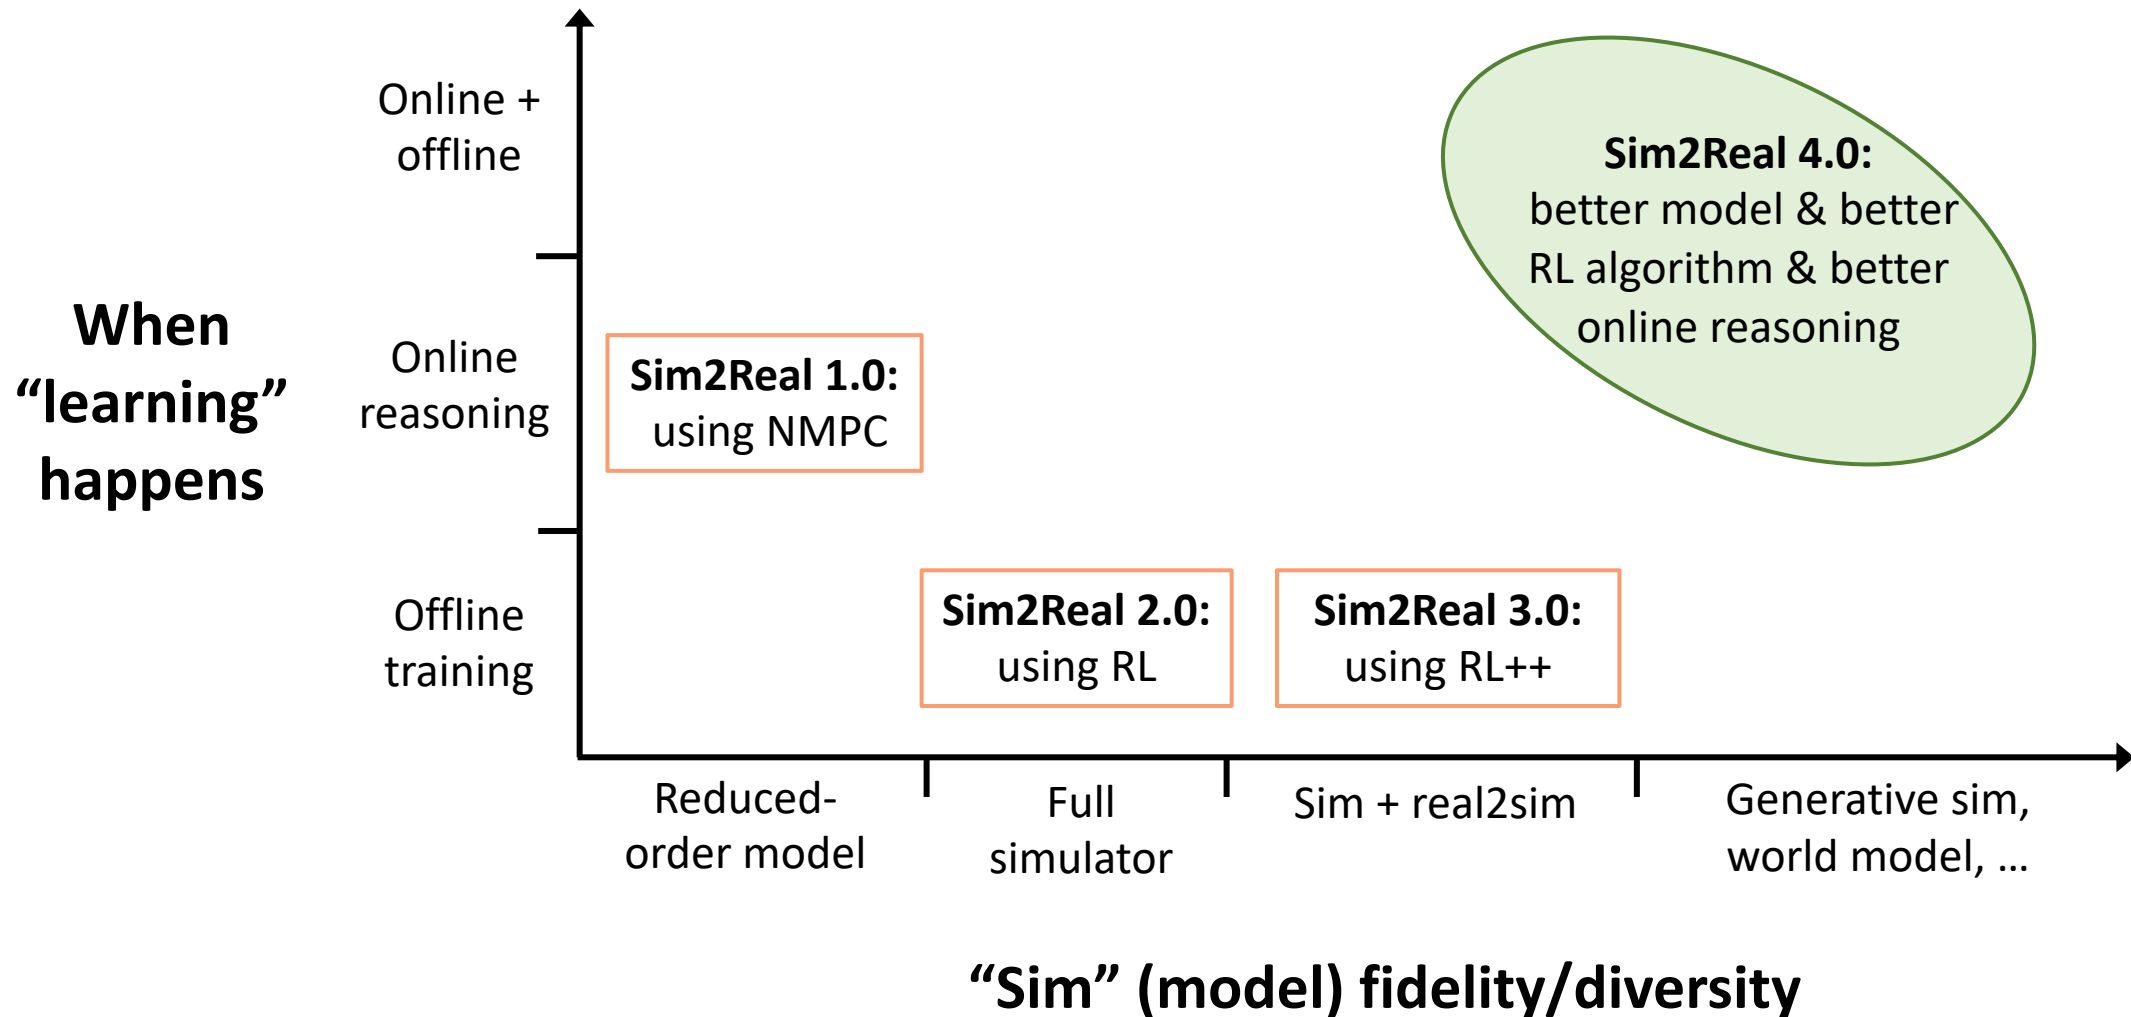 Online +
offline
Sim2Real 4.0:
better model & better
RL algorithm & better
online reasoning
When
“learning”
happens
Online
reasoning
Sim2Real 1.0:
using NMPC
Offline
training
Sim2Real 2.0:
using RL
Sim2Real 3.0:
using RL++
Reduced-
order model
Full
simulator
Sim + real2sim
Generative sim,
world model, ...
“Sim” (model) fidelity/diversity